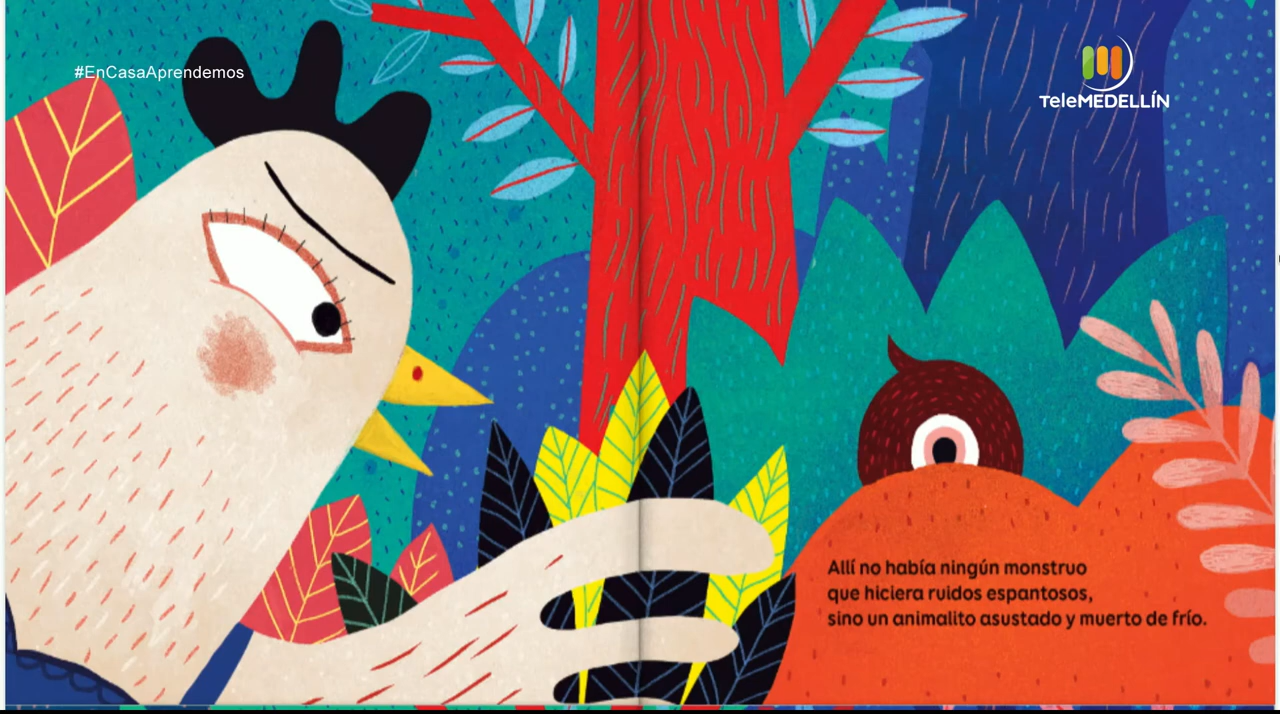 #EnCasaAprendemos
TeleMEDELLÍN
Allí no había ningún monstruo
que hiciera ruidos espantosos,
sino un animalito asustado y muerto de frío.